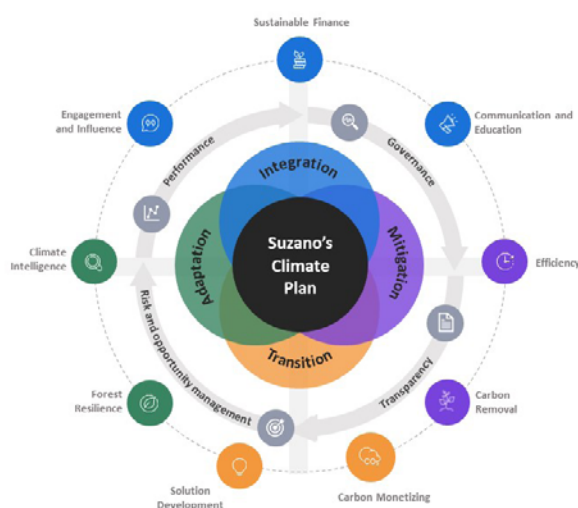 Sustainable Finance
Engagement
and Influence
Communication and
Education
Performance
Governance
Integration
Climate
Intelligence
Adaptation
Suzano's
Climate
Plan
Mitigation
Efficiency
Risk and opportunity management
Transition
Transparency
Forest
Resilience
Carbon
Removal
CO₂
Solution
Development
Carbon Monetizing